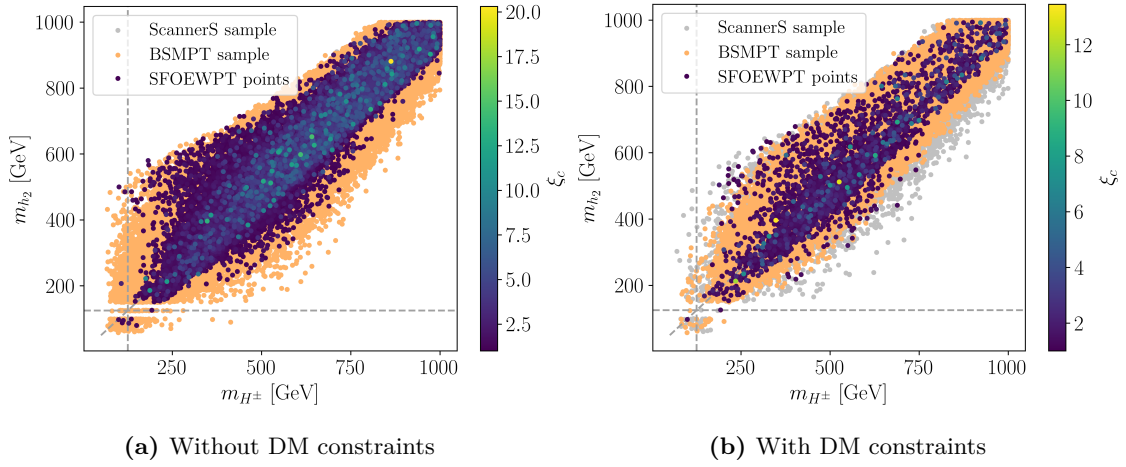 1000
800
600
400
200
m_{h_2} [GeV]
ScannerS sample
BSMPT sample
SFOEWPT points
250 500 750 1000
m_{H^±} [GeV]
20.0
17.5
15.0
12.5
10.0
7.5
5.0
2.5
ξ_c
(a) Without DM constraints
1000
800
600
400
200
m_{h_2} [GeV]
ScannerS sample
BSMPT sample
SFOEWPT points
250 500 750 1000
m_{H^±} [GeV]
12
10
8
6
4
2
ξ_c
(b) With DM constraints